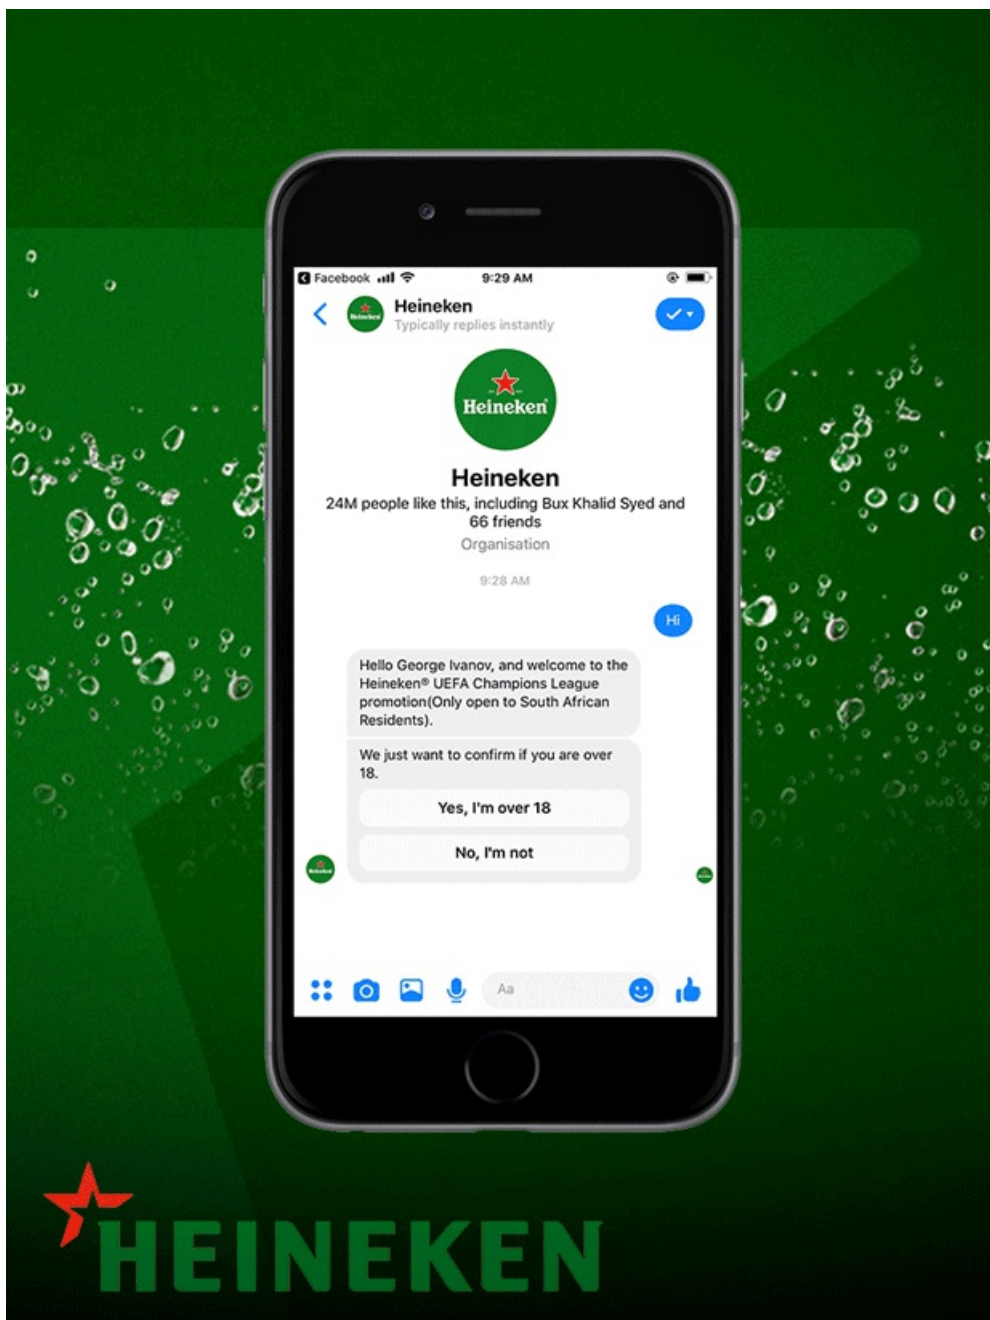 Facebook
9:29 AM
Heineken
Heineken
Typically replies instantly
Heineken
Heineken
24M people like this, including Bux Khalid Syed and
66 friends
Organisation
9:28 AM
Hi
Hello George Ivanov, and welcome to the
Heineken® UEFA Champions League
promotion(Only open to South African
Residents).
We just want to confirm if you are over
18.
Yes, I'm over 18
No, I'm not
Heineken
Aa
HEINEKEN